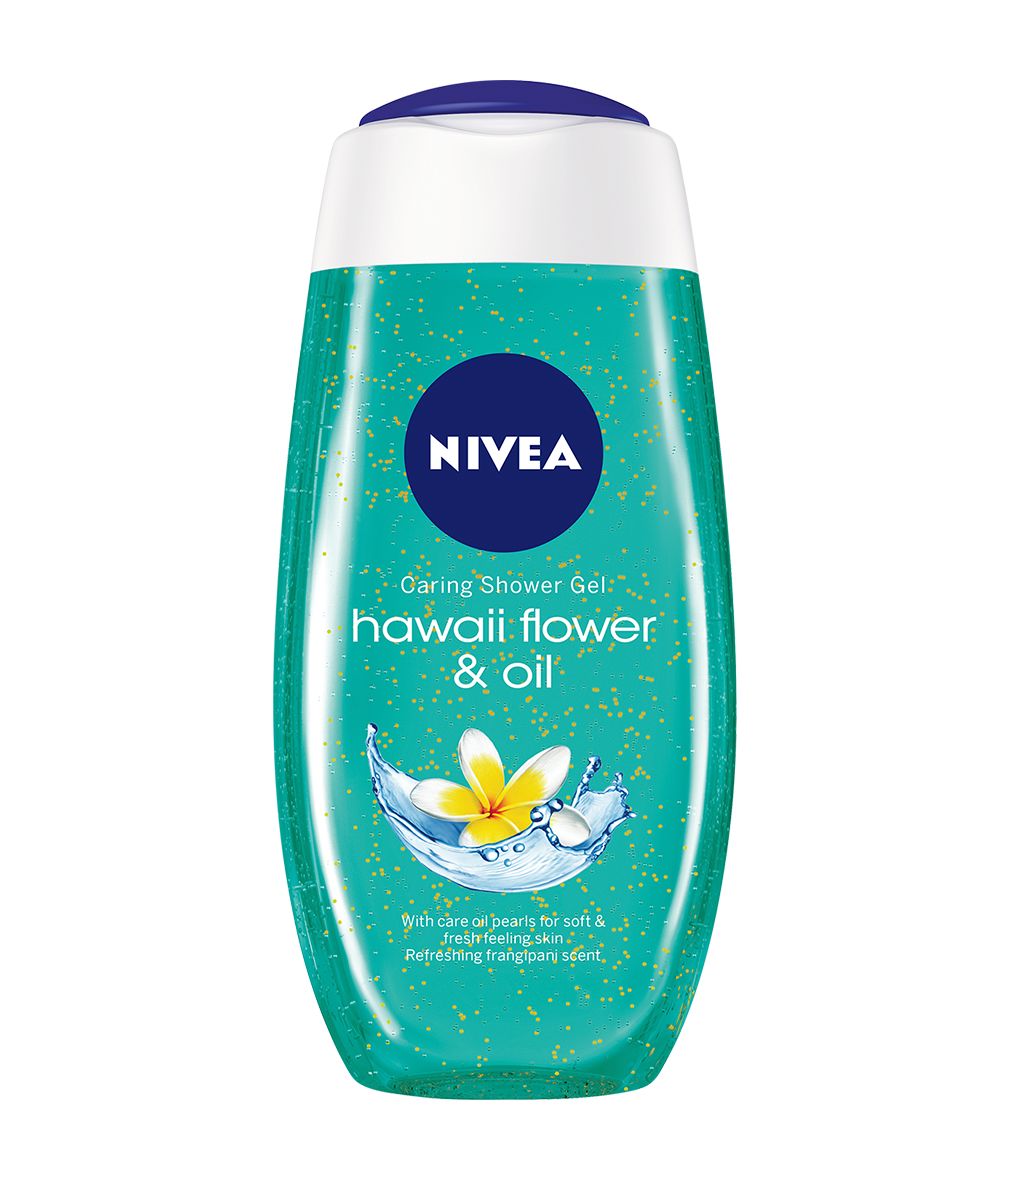 NIVEA
Caring Shower Gel
hawaii flower
& oil
With care oil pearls for soft &
fresh feeling skin
Refreshing frangipani scent